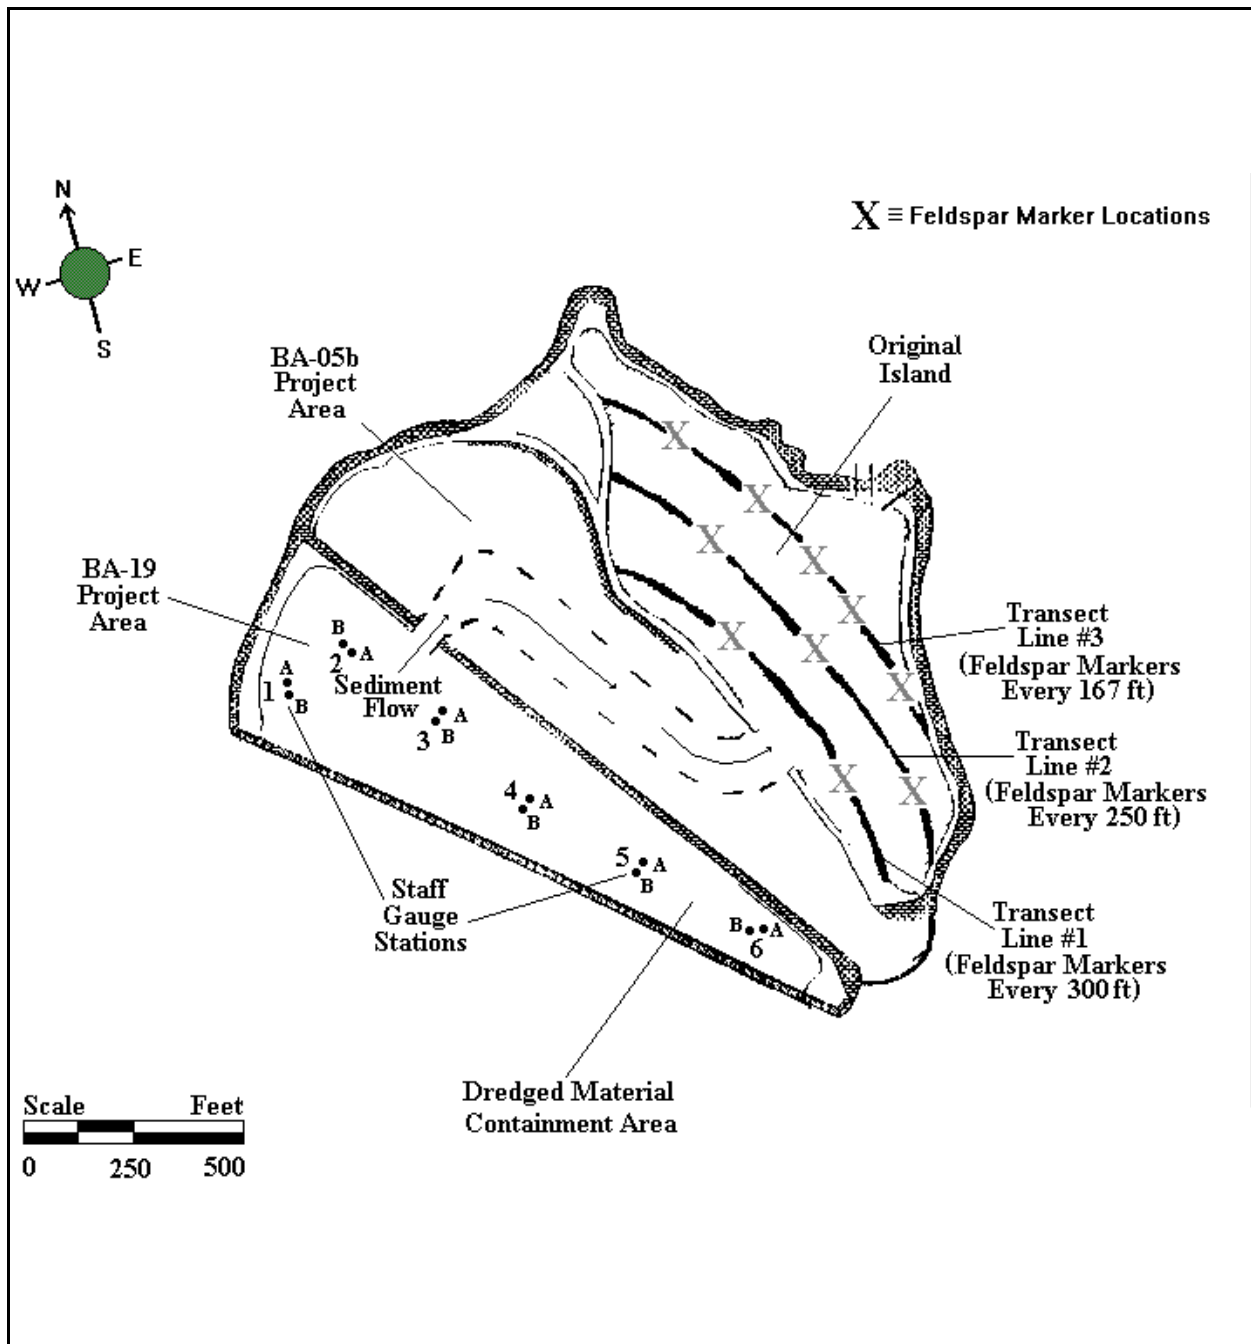 N
E
W
S
X ≡ Feldspar Marker Locations
BA-05b
Project
Area
Original
Island
BA-19
Project
Area
X
X
X
X
X
X
X
X
X
X
Transect
Line #3
(Feldspar Markers
Every 167 ft)
Transect
Line #2
(Feldspar Markers
Every 250 ft)
Transect
Line #1
(Feldspar Markers
Every 300 ft)
Sediment
Flow
A
1
B
B
2
A
3
A
B
4
A
B
5
A
B
B
A
6
Staff
Gauge
Stations
Dredged Material
Containment Area
Scale Feet
0 250 500